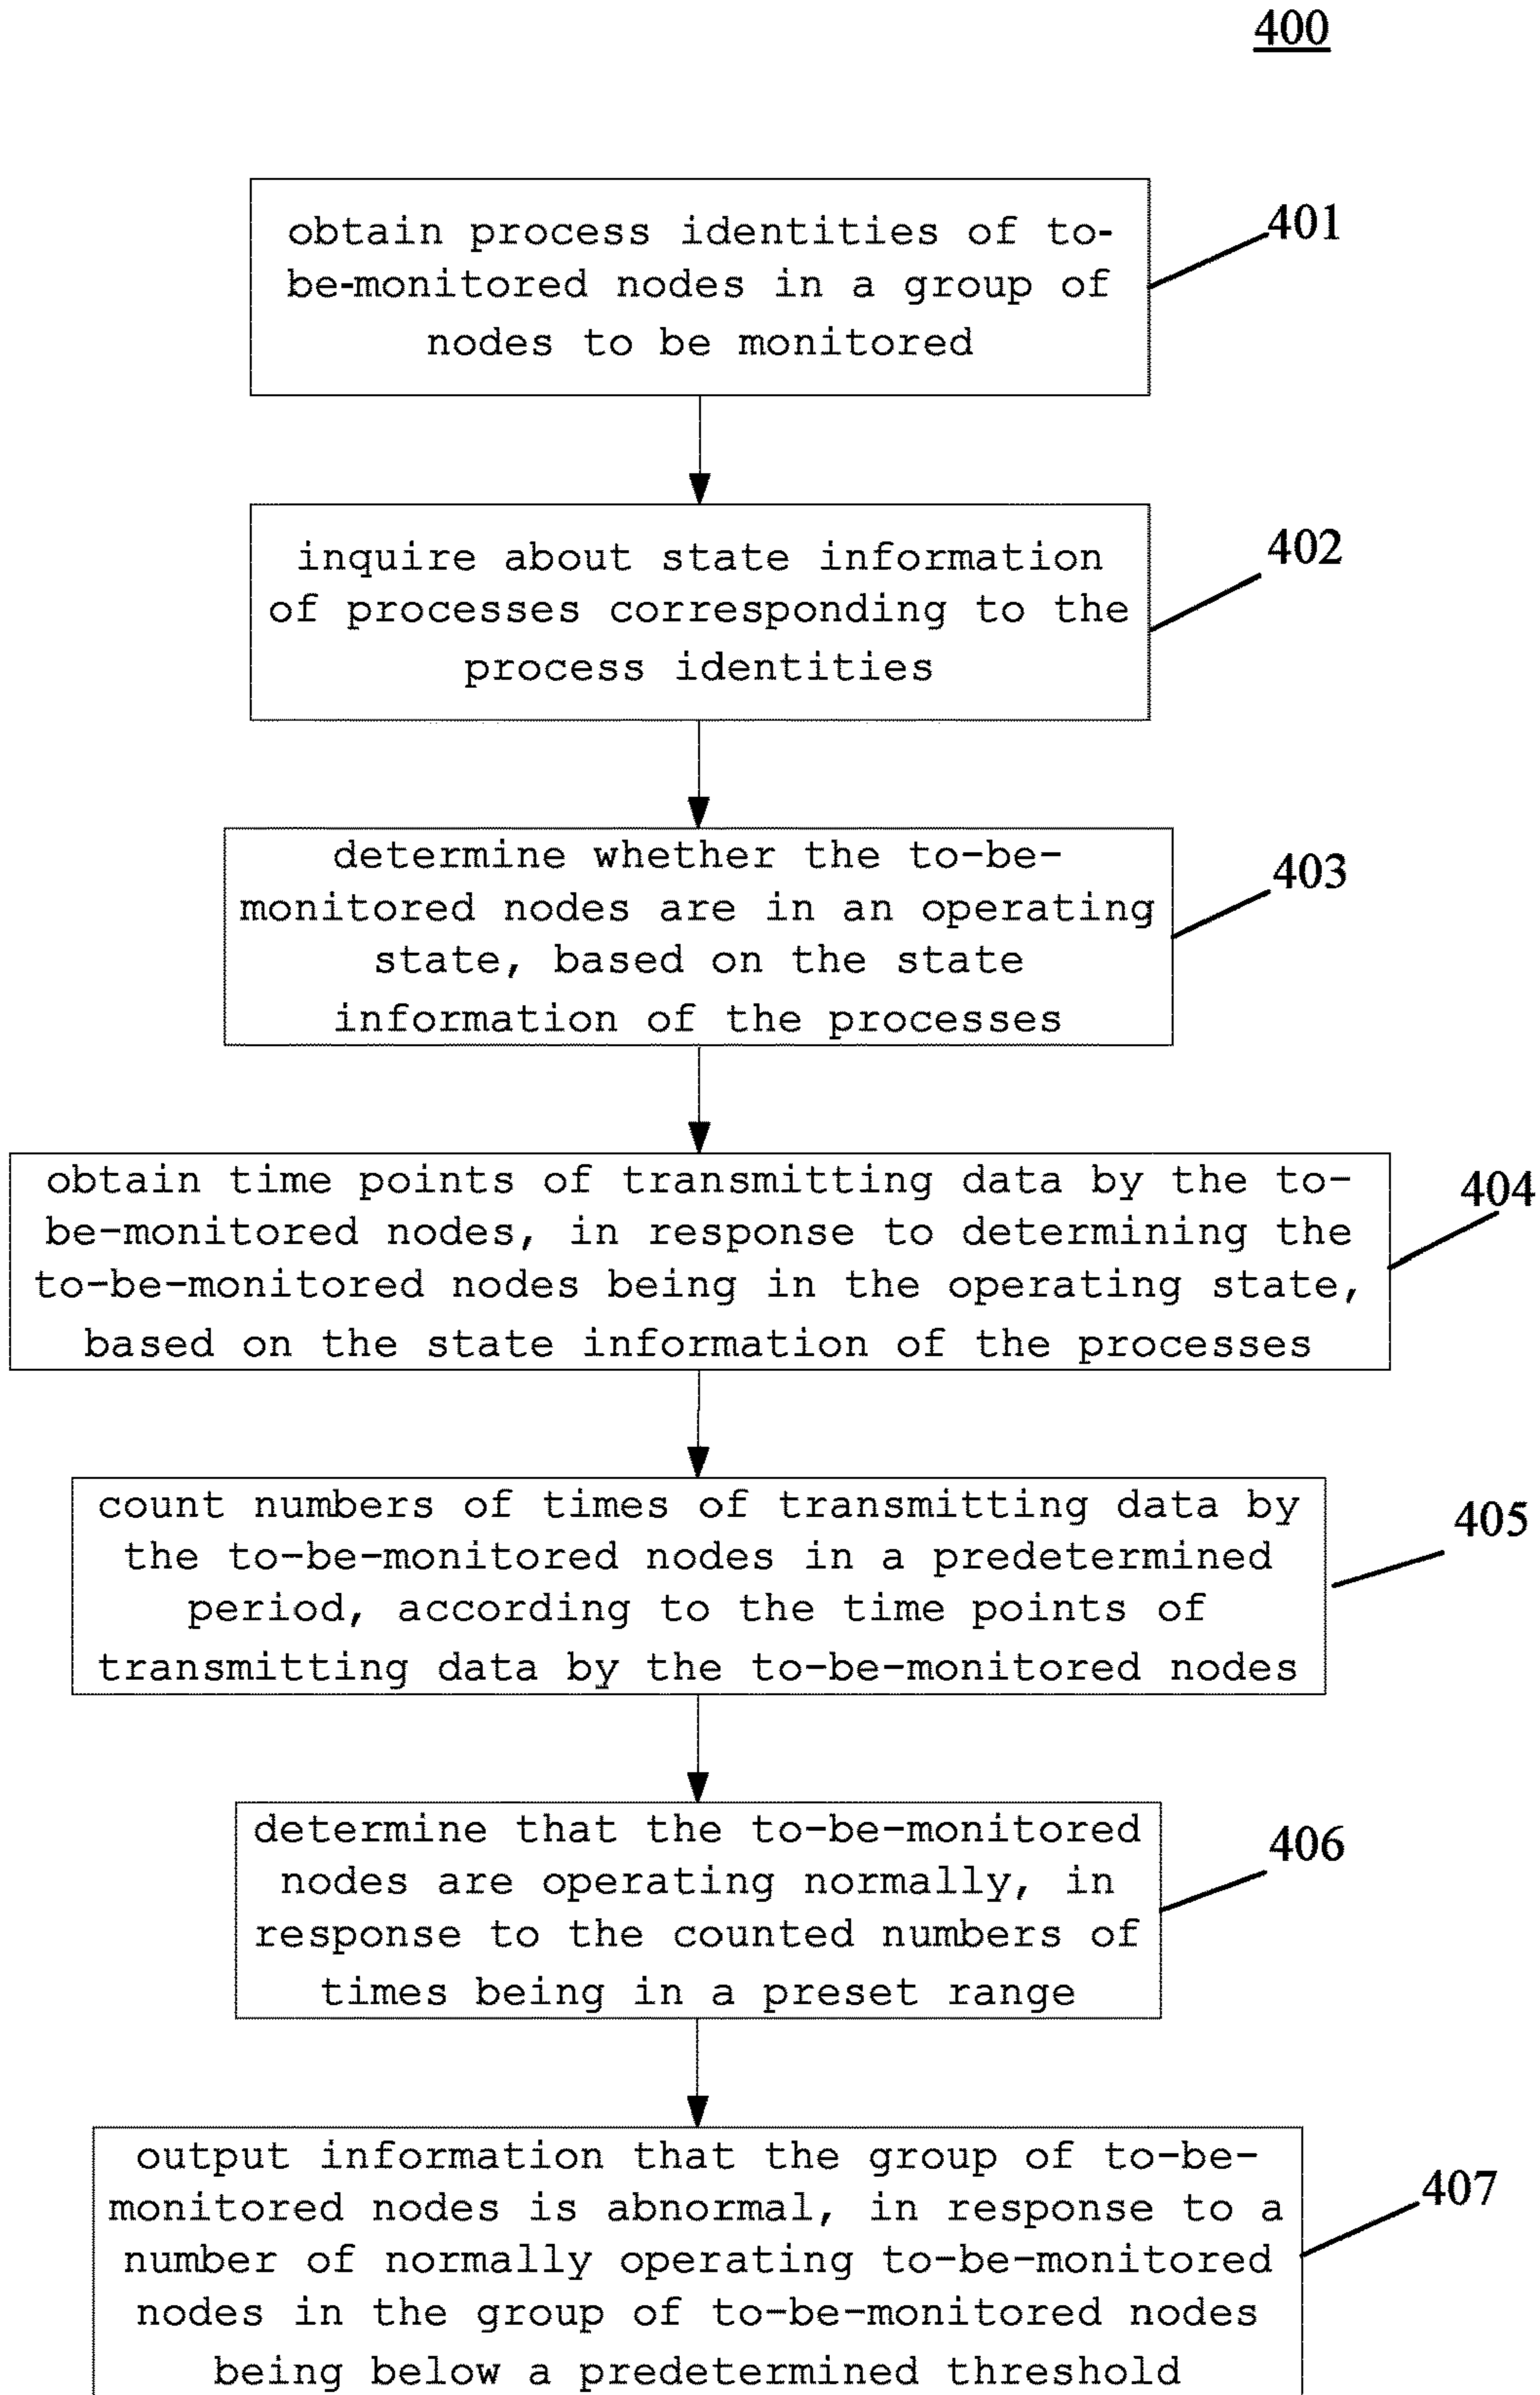 400
obtain process identities of to-
be-monitored nodes in a group of
nodes to be monitored
401
inquire about state information
of processes corresponding to the
process identities
402
determine whether the to-be-
monitored nodes are in an operating
state, based on the state
information of the processes
403
obtain time points of transmitting data by the to-
be-monitored nodes, in response to determining the
to-be-monitored nodes being in the operating state,
based on the state information of the processes
404
count numbers of times of transmitting data by
the to-be-monitored nodes in a predetermined
period, according to the time points of
transmitting data by the to-be-monitored nodes
405
determine that the to-be-monitored
nodes are operating normally, in
response to the counted numbers of
times being in a preset range
406
output information that the group of to-be-
monitored nodes is abnormal, in response to a
number of normally operating to-be-monitored
nodes in the group of to-be-monitored nodes
being below a predetermined threshold
407